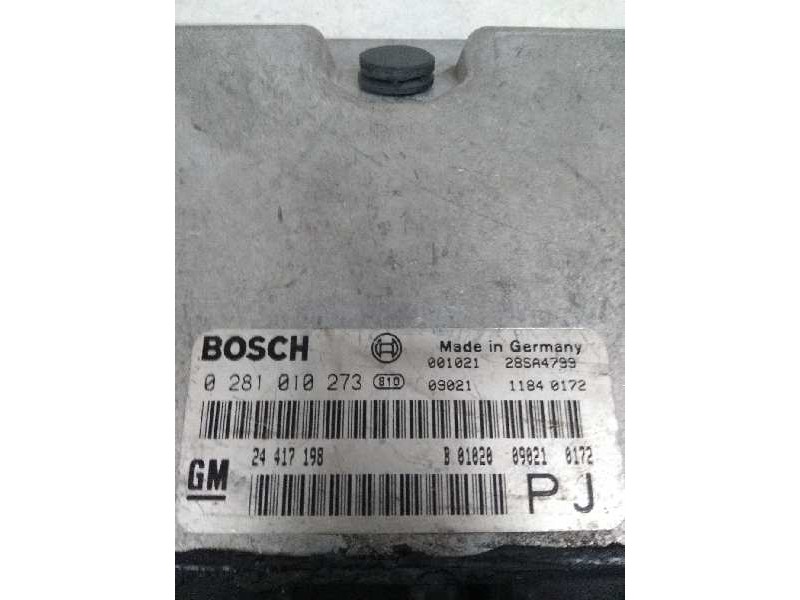 BOSCH
Made in Germany
001021 28SA4799
0 281 010 273 810 09021 1184 0172
24 417 198 B 01020 09021 0172
GM
PJ